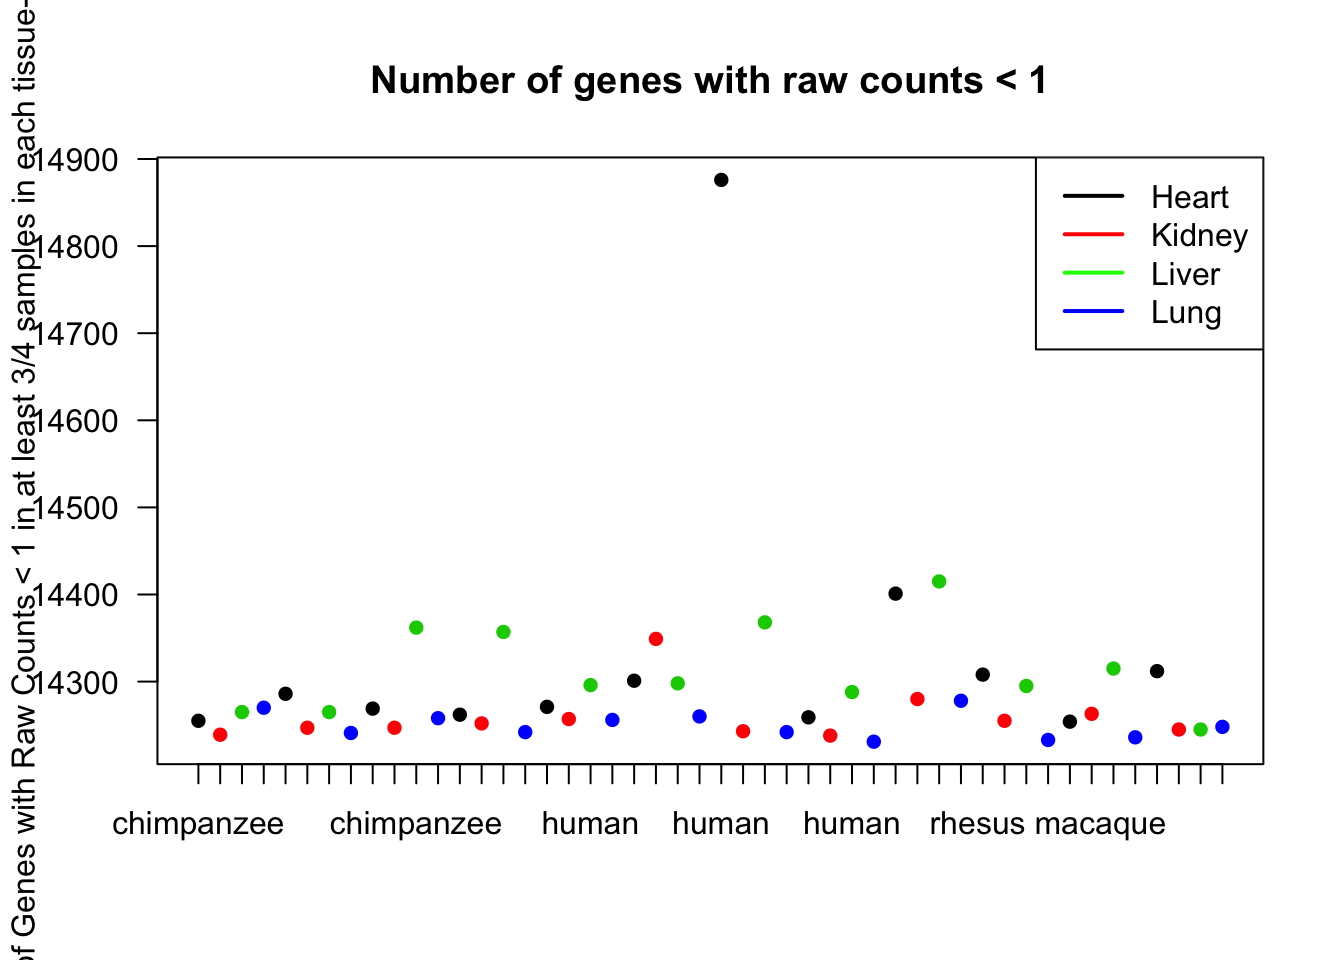 Number of genes with raw counts < 1
of Genes with Raw Counts < 1 in at least 3/4 samples in each tissue-
14900
14800
14700
14600
14500
14400
14300
Heart
Kidney
Liver
Lung
chimpanzee chimpanzee human human human rhesus macaque